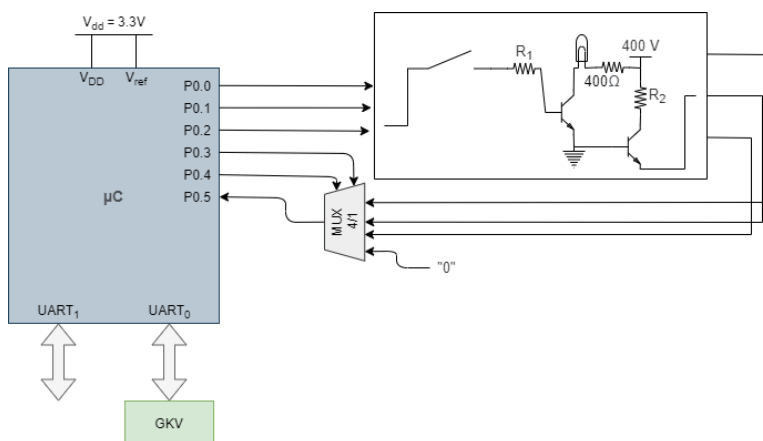 Vdd = 3.3V
VDD
Vref
P0.0
P0.1
P0.2
P0.3
P0.4
P0.5
µC
UART1
UART0
GKV
R1
400 V
400Ω
R2
MUX
4/1
"0"